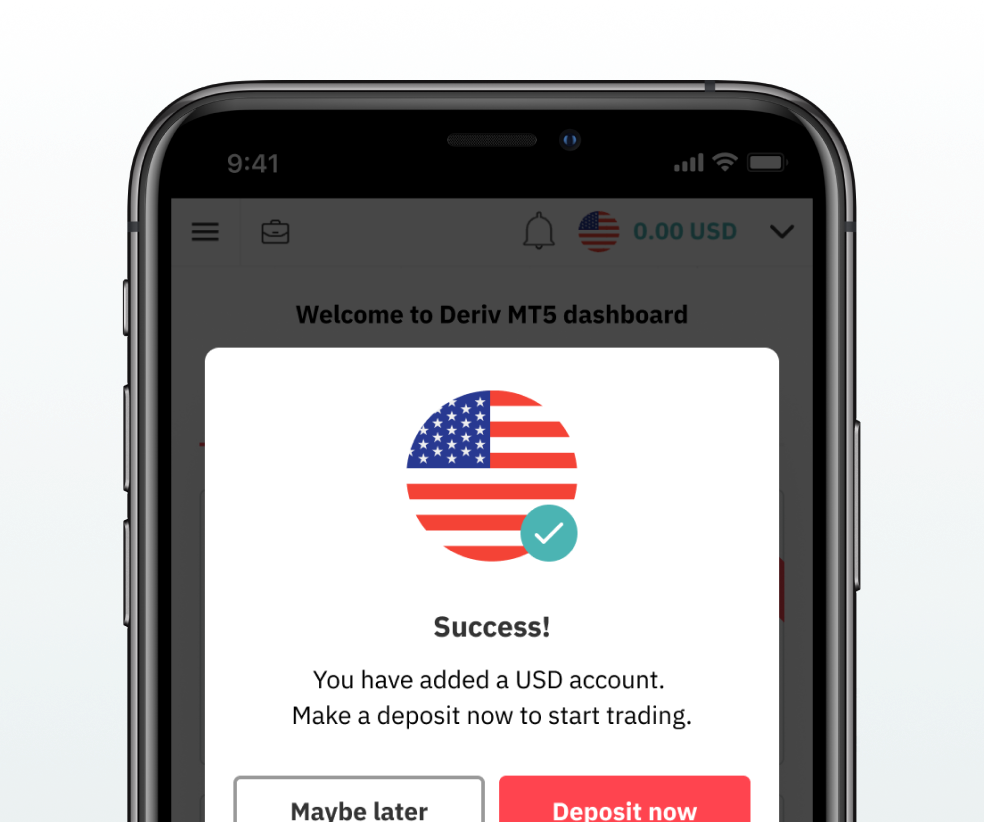 9:41
0.00 USD
Welcome to Deriv MT5 dashboard
Success!
You have added a USD account.
Make a deposit now to start trading.
Maybe later
Deposit now